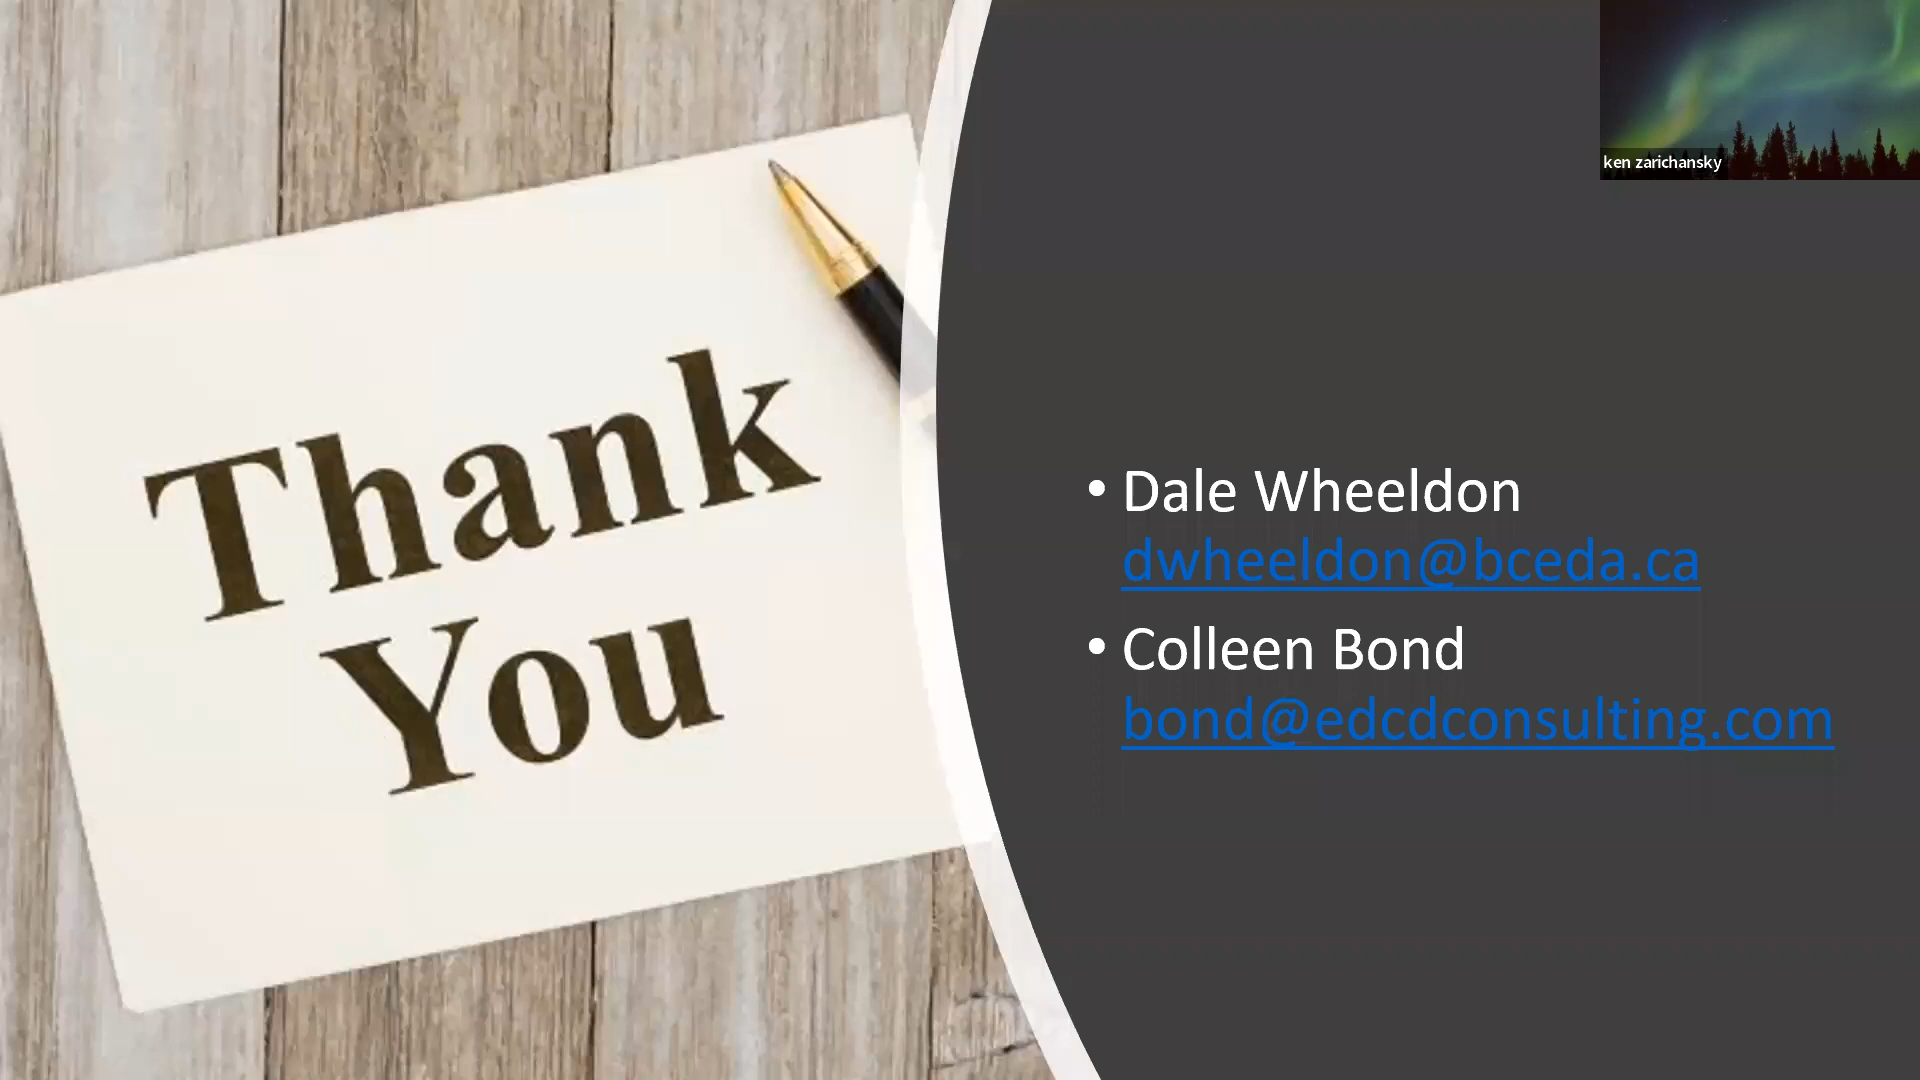 Thank
You
ken zarichansky
• Dale Wheeldon
dwheeldon@bceda.ca
• Colleen Bond
bond@edcdconsulting.com